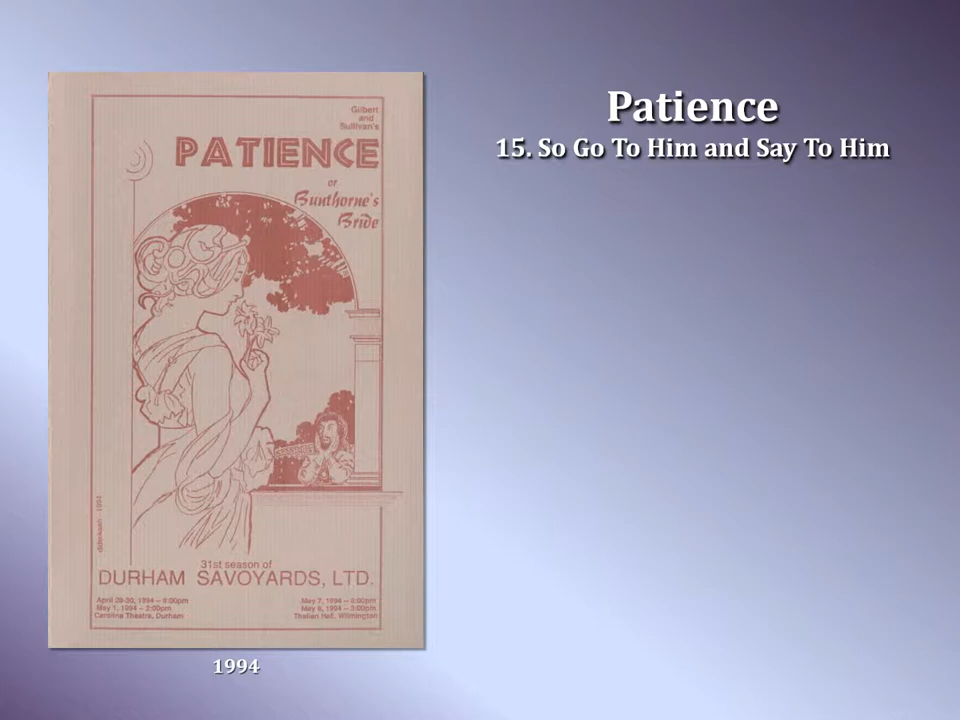 Patience
15. So Go To Him and Say To Him
Gilbert
and
Sullivan's
PATIENCE
or
Bunthorne's
Bride
31st season of
DURHAM SAVOYARDS, LTD.
April 29-30, 1994 – 8:00pm
May 1, 1994 – 2:00pm
Carolina Theatre, Durham
May 7, 1994 – 8:00pm
May 8, 1994 – 3:00pm
Thalian Hall, Wilmington
1994